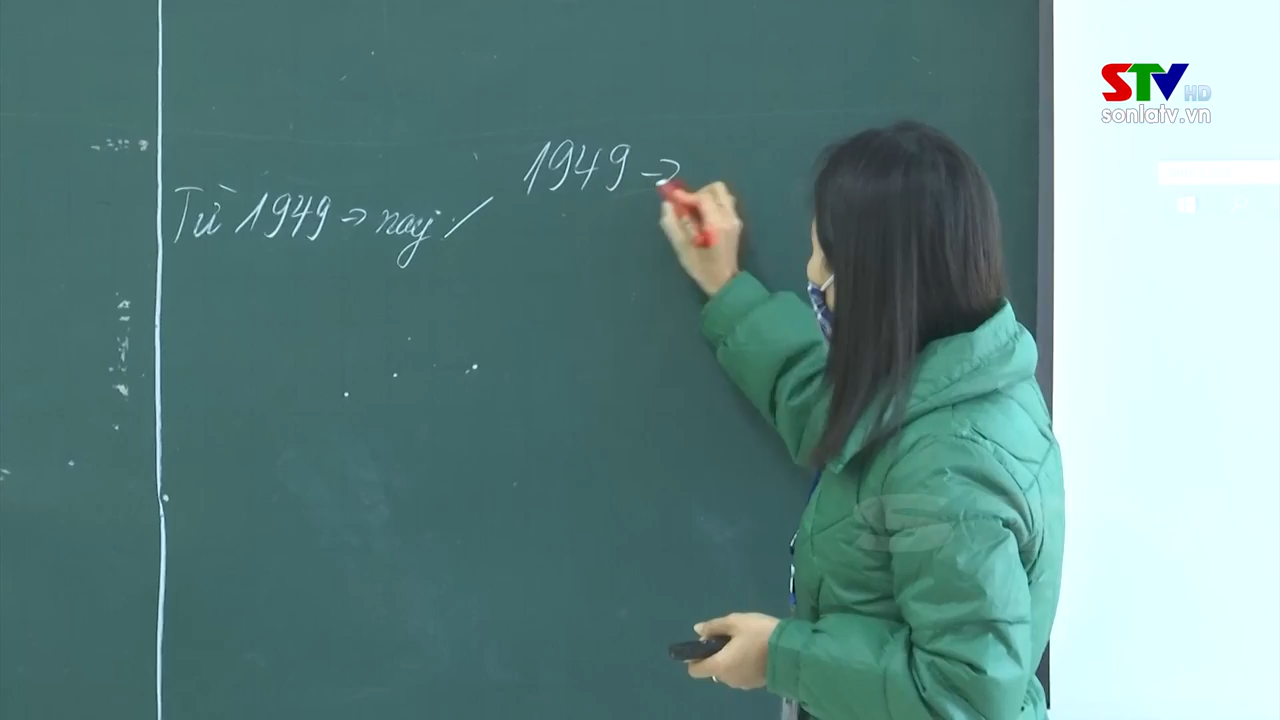 Từ 1949 → nay /
1949 →
STV HD
sonlatv.vn